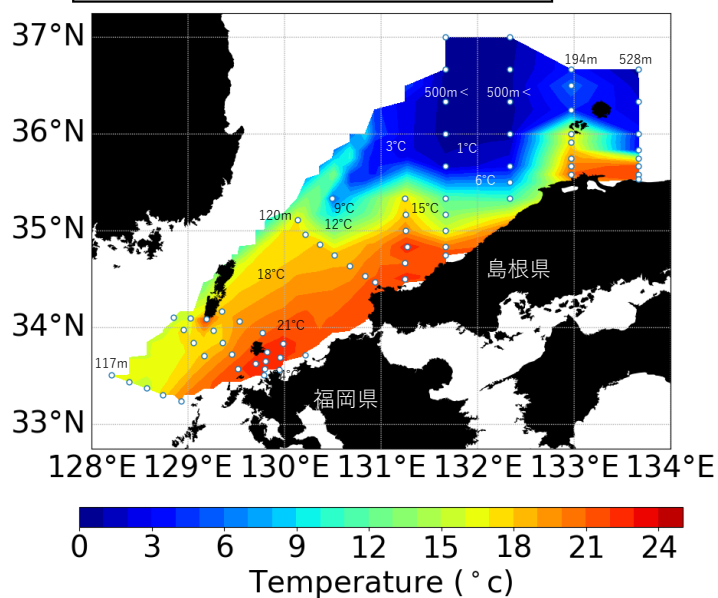 37°N
194m
528m
500m<
500m<
36°N
3°C
1°C
6°C
9°C
15°C
120m
12°C
35°N
18°C
島根県
34°N
21°C
117m
福岡県
33°N
128°E
129°E
130°E
131°E
132°E
133°E
134°E
0
3
6
9
12
15
18
21
24
Temperature (°c)